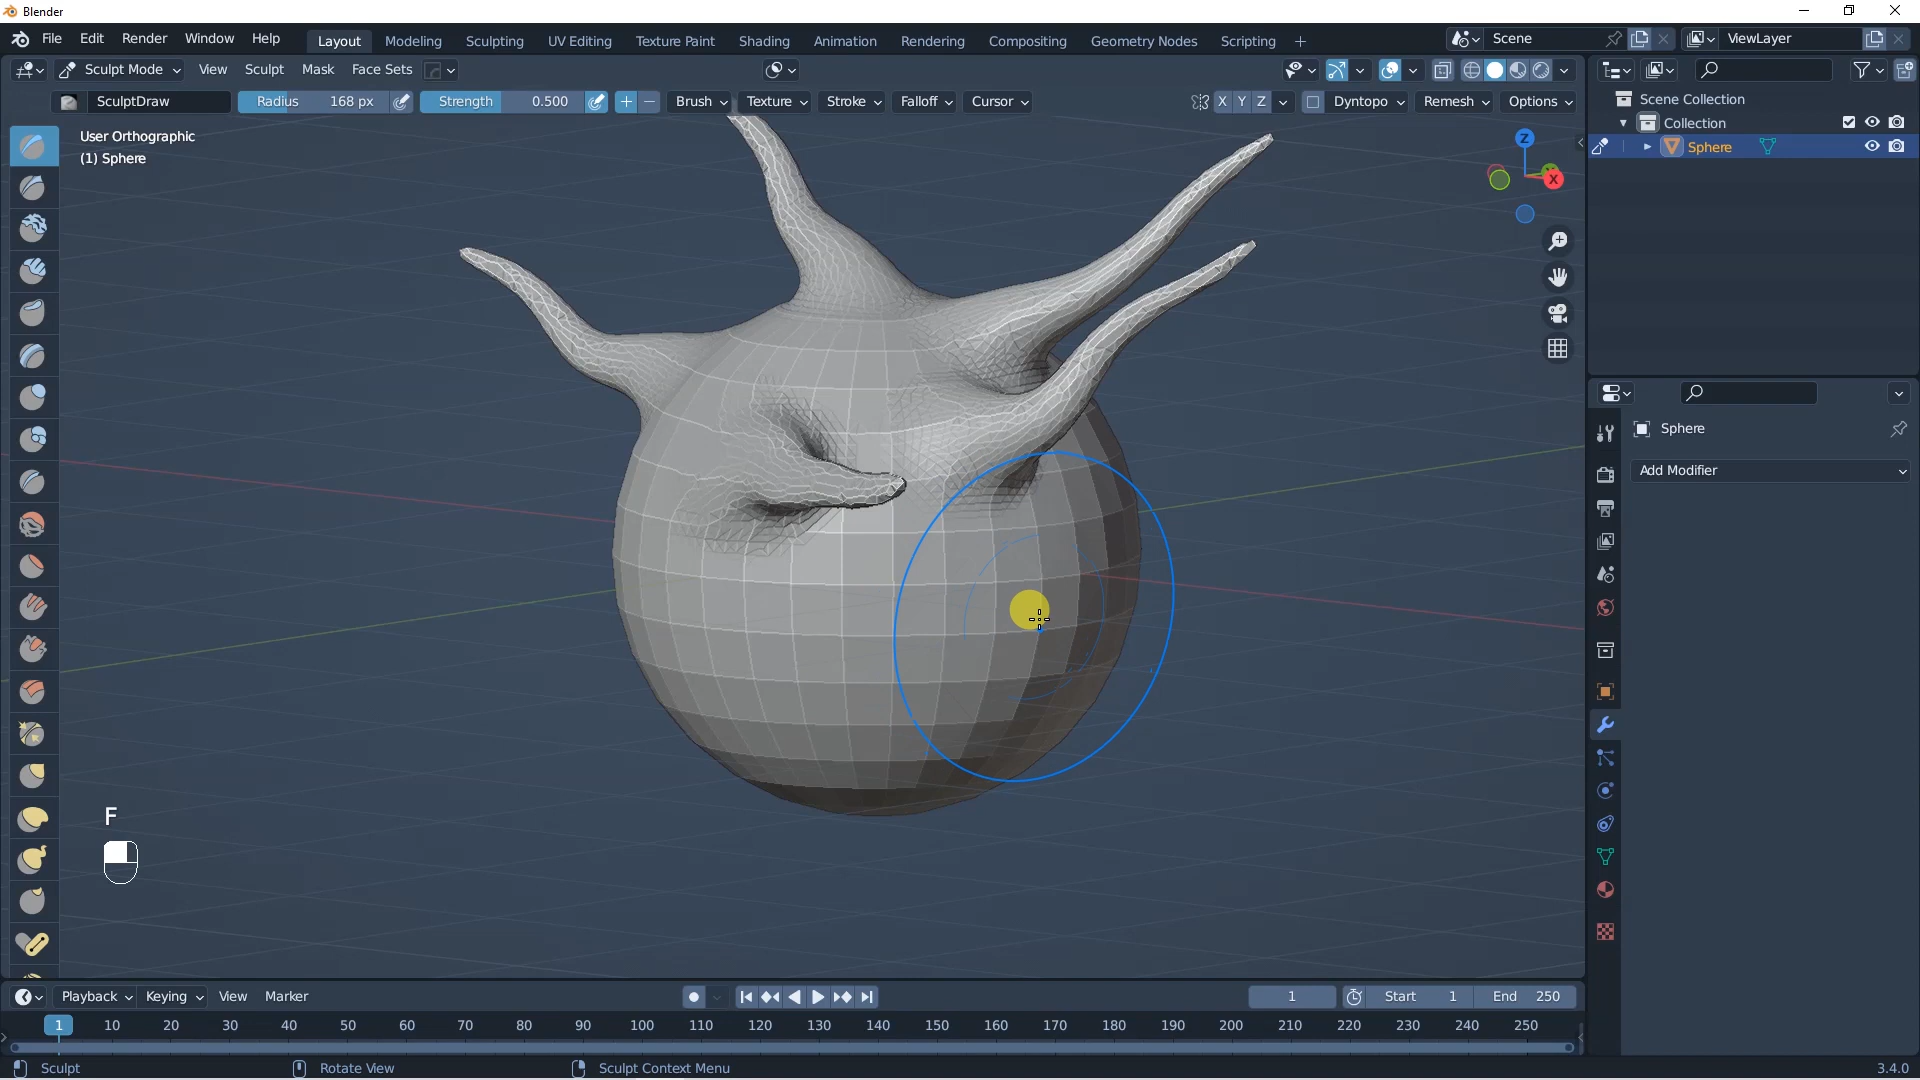 Blender
File Edit Render Window Help Layout Modeling Sculpting UV Editing Texture Paint Shading Animation Rendering Compositing Geometry Nodes Scripting + Scene ViewLayer
Sculpt Mode View Sculpt Mask Face Sets
SculptDraw Radius 168 px Strength 0.500 Brush Texture Stroke Falloff Cursor X Y Z Dyntopo Remesh Options
Scene Collection
Collection
Sphere
User Orthographic
(1) Sphere
Z
X
Sphere
Add Modifier
F
Playback Keying View Marker 1 Start 1 End 250
1 10 20 30 40 50 60 70 80 90 100 110 120 130 140 150 160 170 180 190 200 210 220 230 240 250
Sculpt Rotate View Sculpt Context Menu 3.4.0